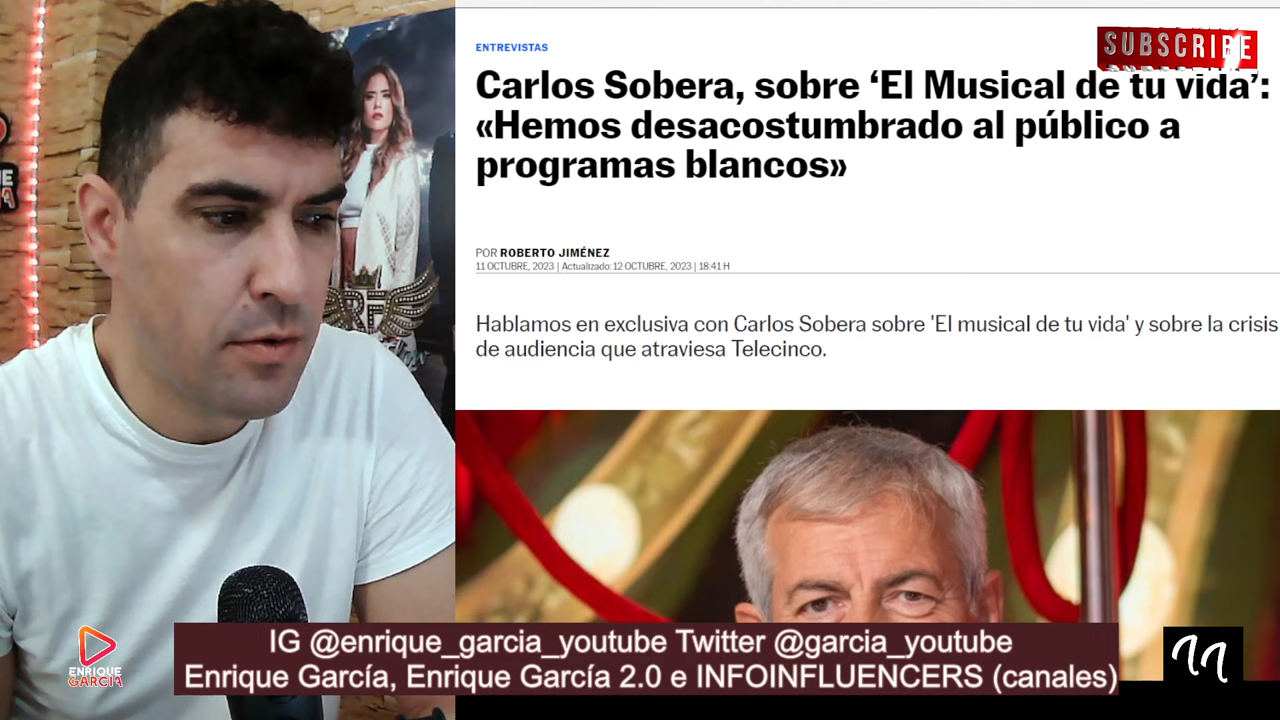 ENTREVISTAS
SUBSCRIBE
Carlos Sobera, sobre ‘El Musical de tu vida’:
«Hemos desacostumbrado al público a
programas blancos»
POR ROBERTO JIMÉNEZ
11 OCTUBRE, 2023 | Actualizado: 12 OCTUBRE, 2023 | 18:41 H
Hablamos en exclusiva con Carlos Sobera sobre 'El musical de tu vida' y sobre la crisis
de audiencia que atraviesa Telecinco.
IG @enrique_garcia_youtube Twitter @garcia_youtube
Enrique García, Enrique García 2.0 e INFOINFLUENCERS (canales)
ENRIQUE
GARCÍA